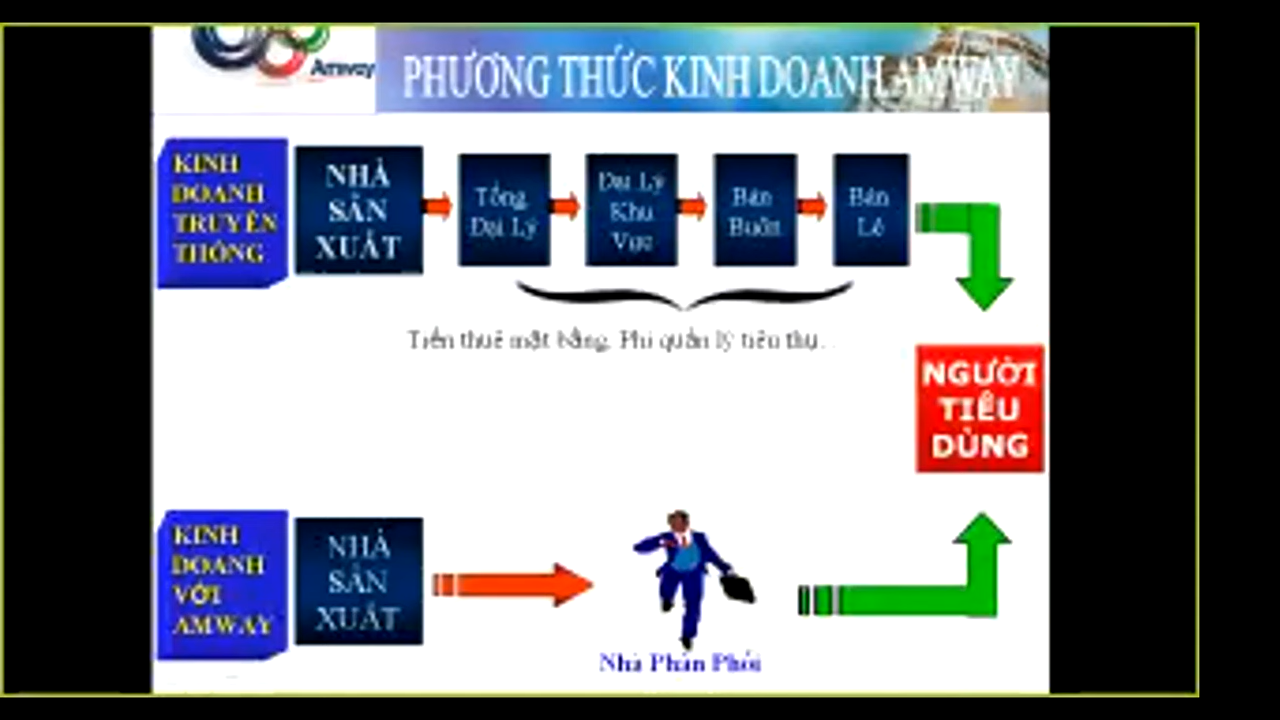 Amway
PHƯƠNG THỨC KINH DOANH AMWAY
KINH
DOANH
TRUYỀN
THỐNG
NHÀ
SẢN
XUẤT
Tổng
Đại Lý
Đại Lý
Khu
Vực
Bán
Buôn
Bán
Lẻ
Tiền thuê mặt bằng, Phí quản lý tiêu thụ...
NGƯỜI
TIÊU
DÙNG
KINH
DOANH
VỚI
AMWAY
NHÀ
SẢN
XUẤT
Nhà Phân Phối